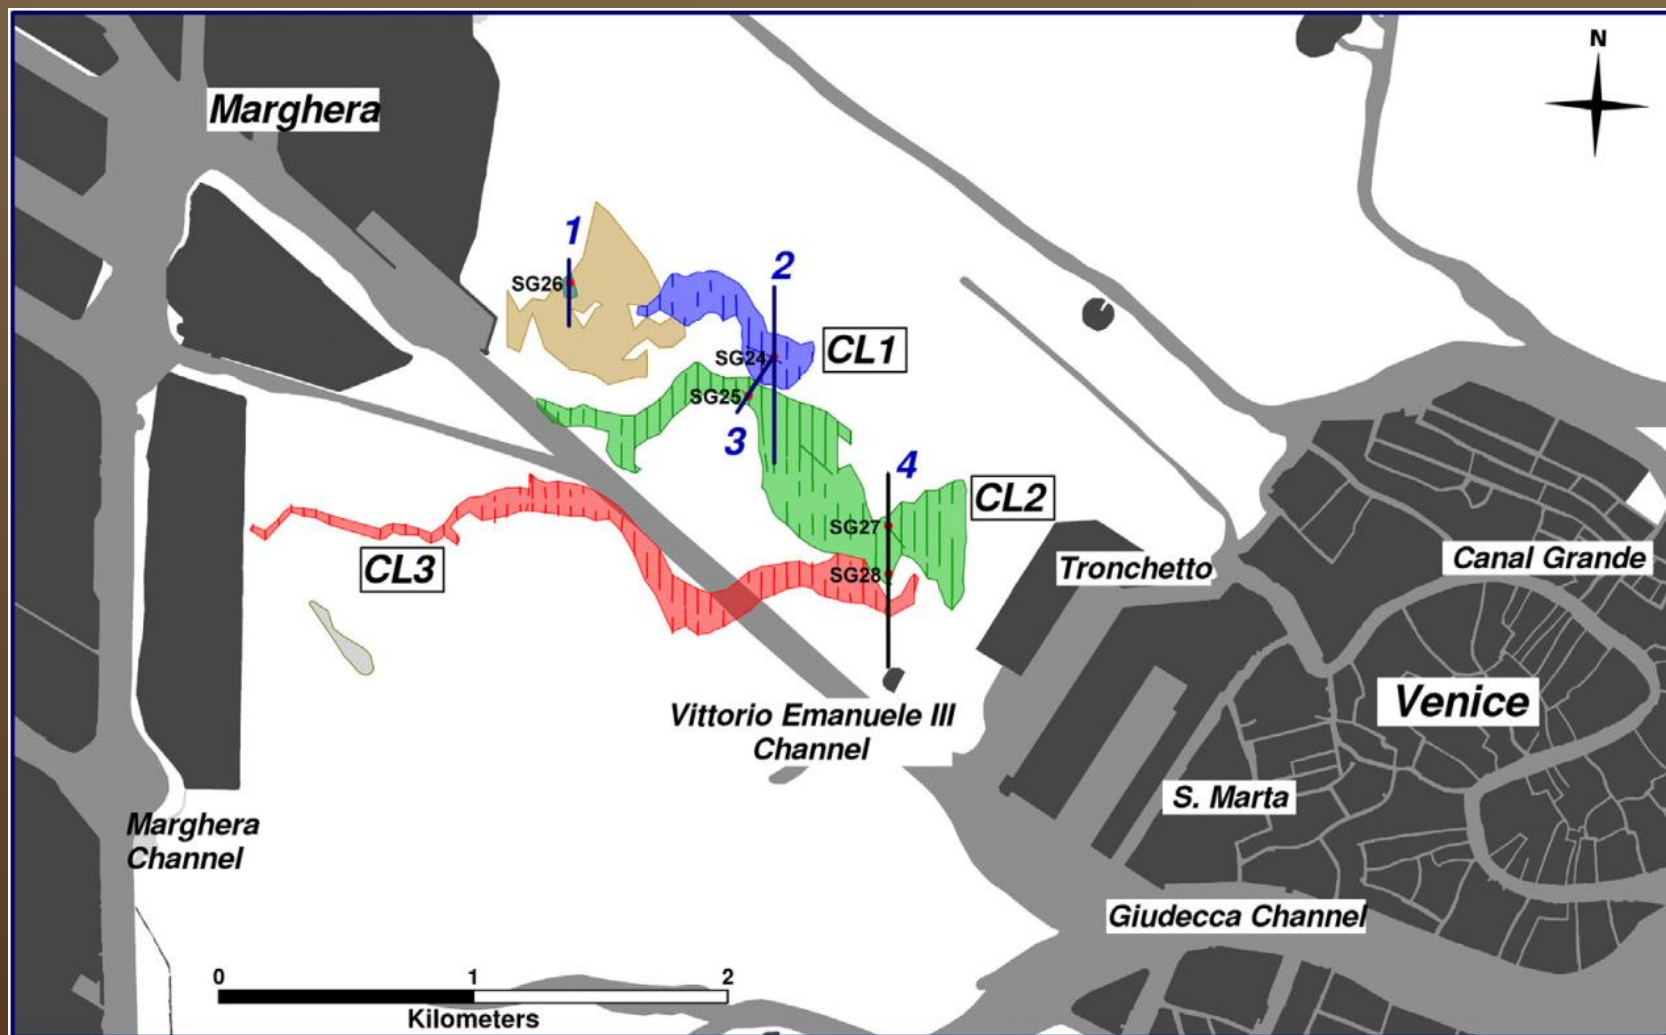 N
Marghera
1
2
SG26
SG24
CL1
SG25
3
4
CL2
SG27
CL3
SG28
Tronchetto
Canal Grande
Venice
Vittorio Emanuele III
Channel
S. Marta
Marghera
Channel
Giudecca Channel
0 1 2
Kilometers